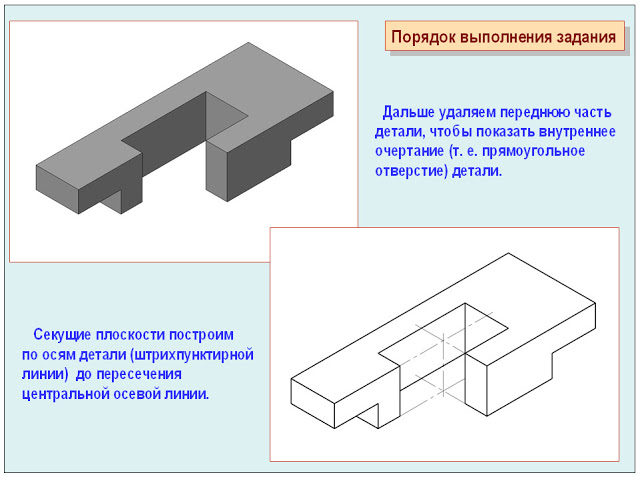 Порядок выполнения задания
Дальше удаляем переднюю часть
детали, чтобы показать внутреннее
очертание (т. е. прямоугольное
отверстие) детали.
Секущие плоскости построим
по осям детали (штрихпунктирной
линии) до пересечения
центральной осевой линии.